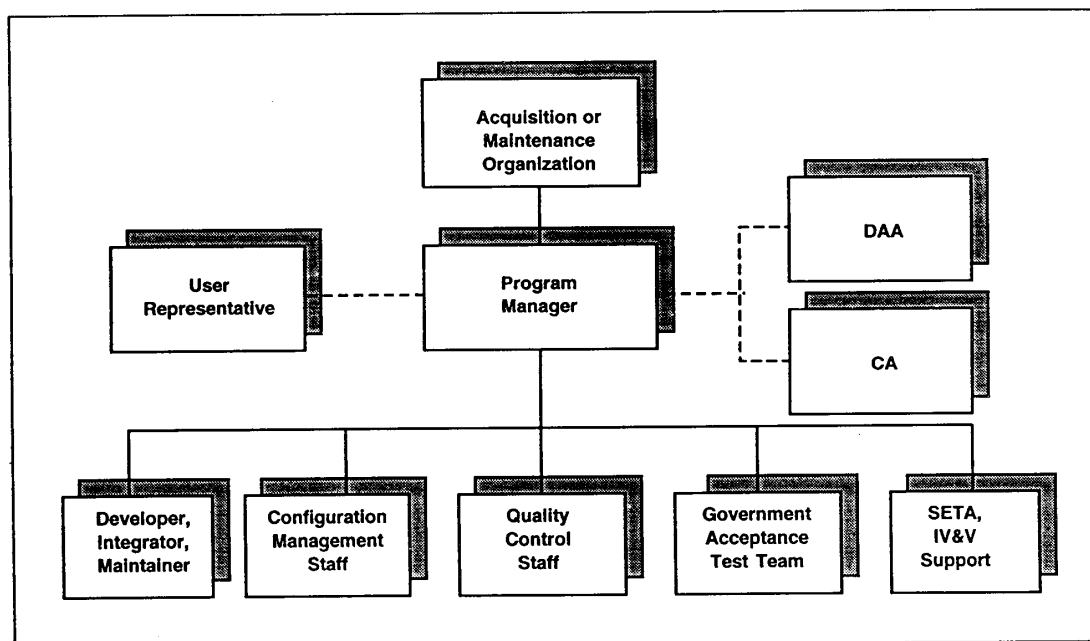 Acquisition or
Maintenance
Organization
DAA
User
Representative
Program
Manager
CA
Developer,
Integrator,
Maintainer
Configuration
Management
Staff
Quality
Control
Staff
Government
Acceptance
Test Team
SETA,
IV&V
Support